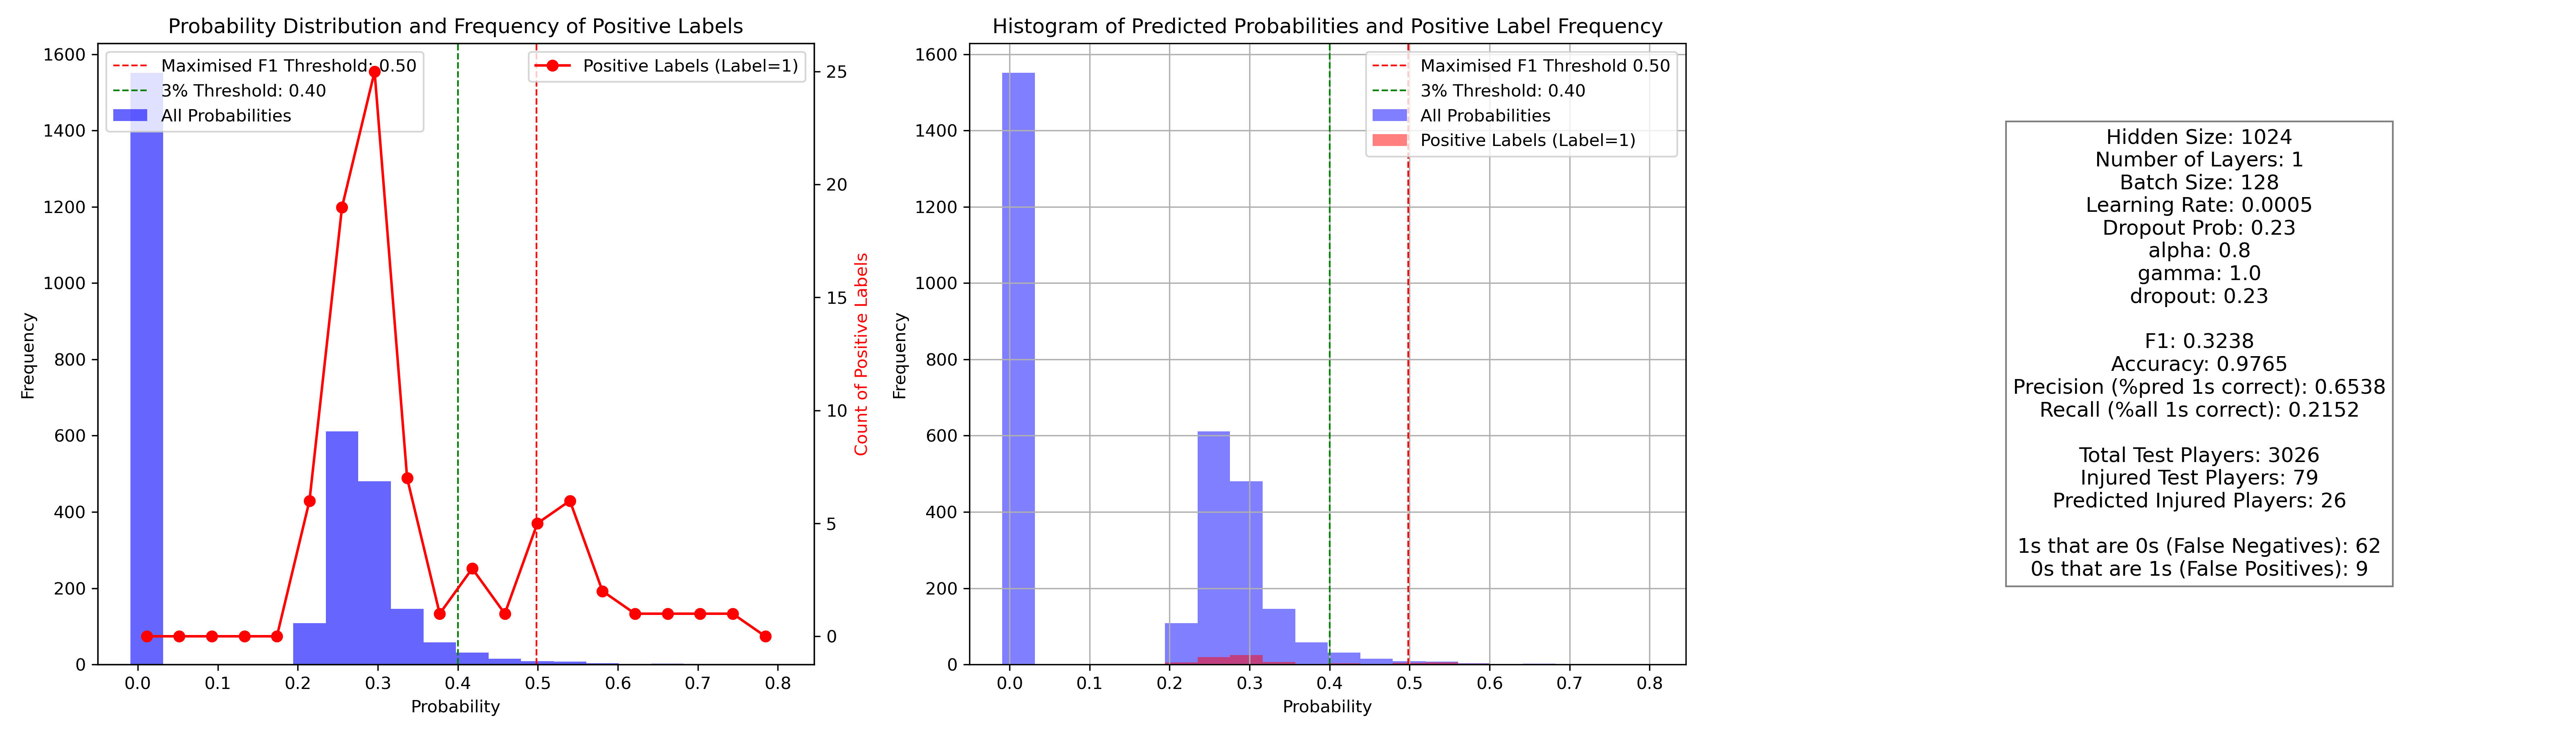 Probability Distribution and Frequency of Positive Labels
Maximised F1 Threshold: 0.50
3% Threshold: 0.40
All Probabilities
Positive Labels (Label=1)
1600
1400
1200
1000
800
600
400
200
0
Frequency
25
20
15
10
5
0
Count of Positive Labels
0.0 0.1 0.2 0.3 0.4 0.5 0.6 0.7 0.8
Probability
Histogram of Predicted Probabilities and Positive Label Frequency
Maximised F1 Threshold 0.50
3% Threshold: 0.40
All Probabilities
Positive Labels (Label=1)
1600
1400
1200
1000
800
600
400
200
0
Frequency
0.0 0.1 0.2 0.3 0.4 0.5 0.6 0.7 0.8
Probability
Hidden Size: 1024
Number of Layers: 1
Batch Size: 128
Learning Rate: 0.0005
Dropout Prob: 0.23
alpha: 0.8
gamma: 1.0
dropout: 0.23
F1: 0.3238
Accuracy: 0.9765
Precision (%pred 1s correct): 0.6538
Recall (%all 1s correct): 0.2152
Total Test Players: 3026
Injured Test Players: 79
Predicted Injured Players: 26
1s that are 0s (False Negatives): 62
0s that are 1s (False Positives): 9